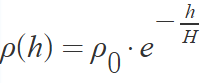 ρ(h) = ρ₀ · e^(-h/H)